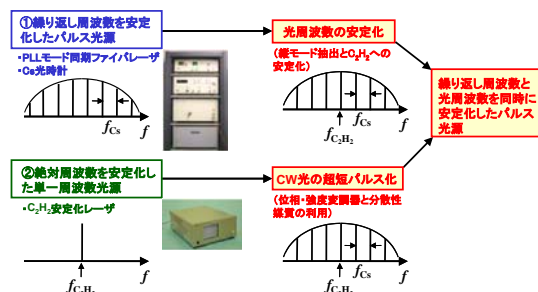 ①繰り返し周波数を安定
化したパルス光源
・PLLモード同期ファイバレーザ
・Cs光時計
fCs
f
光周波数の安定化
(縦モード抽出とC2H2への
安定化)
fCs
f
fC2H2
繰り返し周波数と
光周波数を同時に
安定化したパルス
光源
②絶対周波数を安定化し
た単一周波数光源
・C2H2安定化レーザ
f
fC2H2
CW光の超短パルス化
(位相・強度変調器と分散性
媒質の利用)
fCs
f
fC2H2